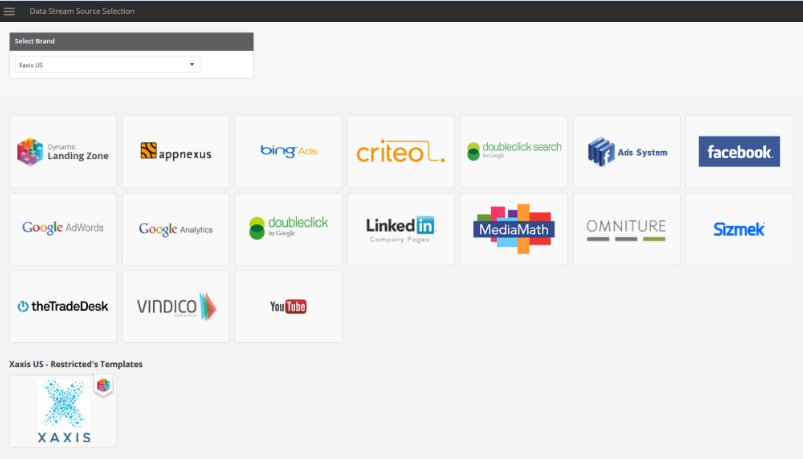 Data Stream Source Selection
Select Brand
Xaxis US
Dynamic
Landing Zone
appnexus
bing Ads
criteo.
doubleclick search
by Google
f Ads System
facebook
Google AdWords
Google Analytics
doubleclick
by Google
Linked in
Company Pages
MediaMath
OMNITURE
Sizmek
theTradeDesk
VINDICO
YouTube
Xaxis US - Restricted's Templates
XAXIS